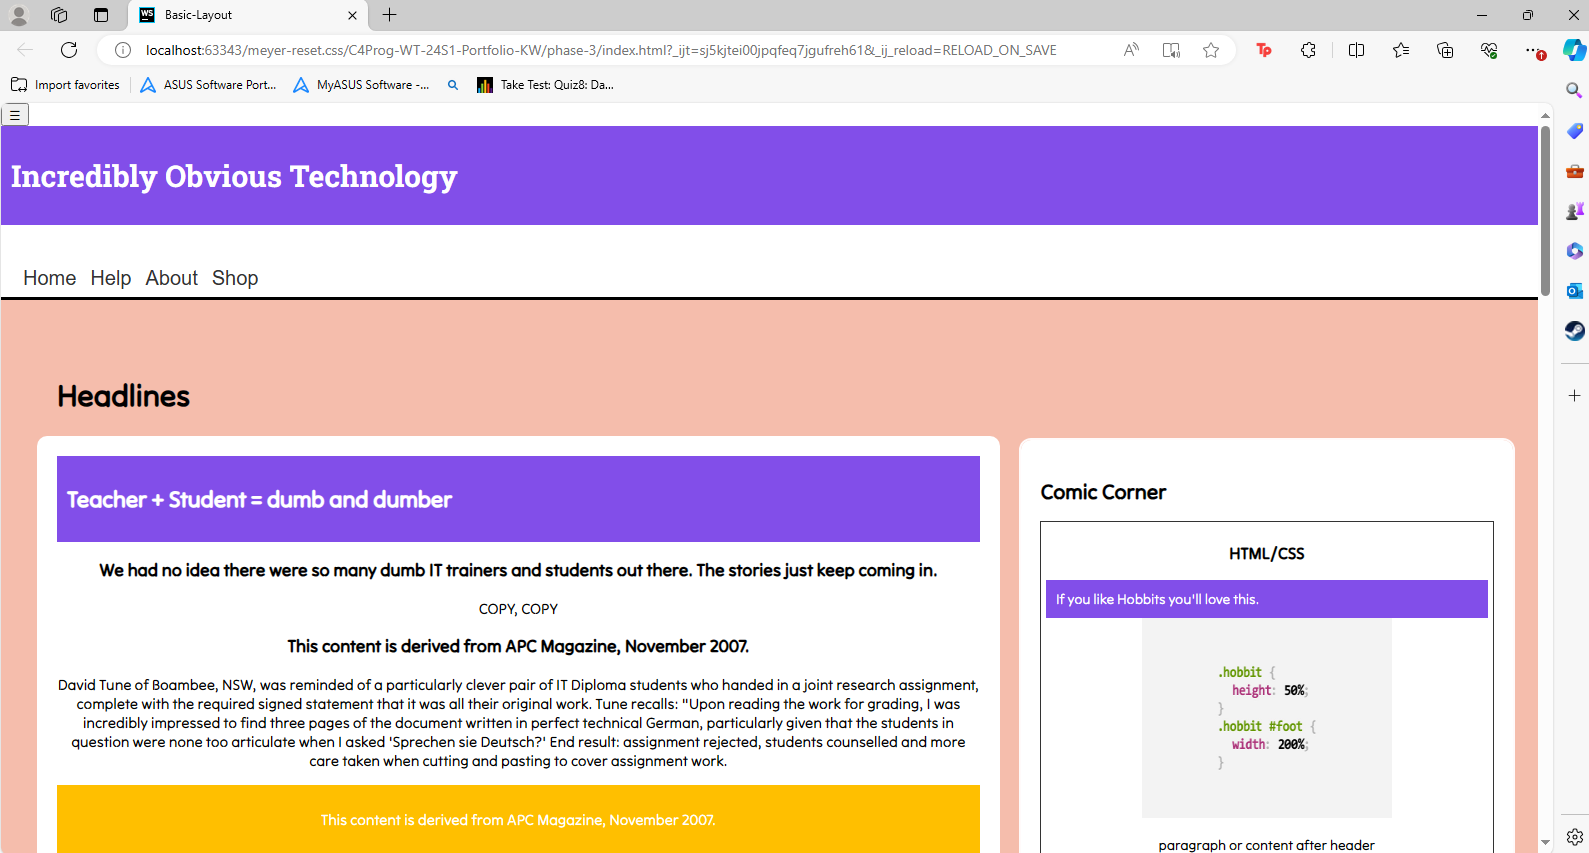 Basic-Layout
localhost:63343/meyer-reset.css/C4Prog-WT-24S1-Portfolio-KW/phase-3/index.html?_ijt=sj5kjtei00jpqfeq7jgufreh61&_ij_reload=RELOAD_ON_SAVE
Import favorites
ASUS Software Port...
MyASUS Software -...
Take Test: Quiz8: Da...
Incredibly Obvious Technology
Home Help About Shop
Headlines
Teacher + Student = dumb and dumber
We had no idea there were so many dumb IT trainers and students out there. The stories just keep coming in.
COPY, COPY
This content is derived from APC Magazine, November 2007.
David Tune of Boambee, NSW, was reminded of a particularly clever pair of IT Diploma students who handed in a joint research assignment,
complete with the required signed statement that it was all their original work. Tune recalls: "Upon reading the work for grading, I was
incredibly impressed to find three pages of the document written in perfect technical German, particularly given that the students in
question were none too articulate when I asked 'Sprechen sie Deutsch?' End result: assignment rejected, students counselled and more
care taken when cutting and pasting to cover assignment work.
This content is derived from APC Magazine, November 2007.
Comic Corner
HTML/CSS
If you like Hobbits you'll love this.
.hobbit {
height: 50%;
}
.hobbit #foot {
width: 200%;
}
paragraph or content after header